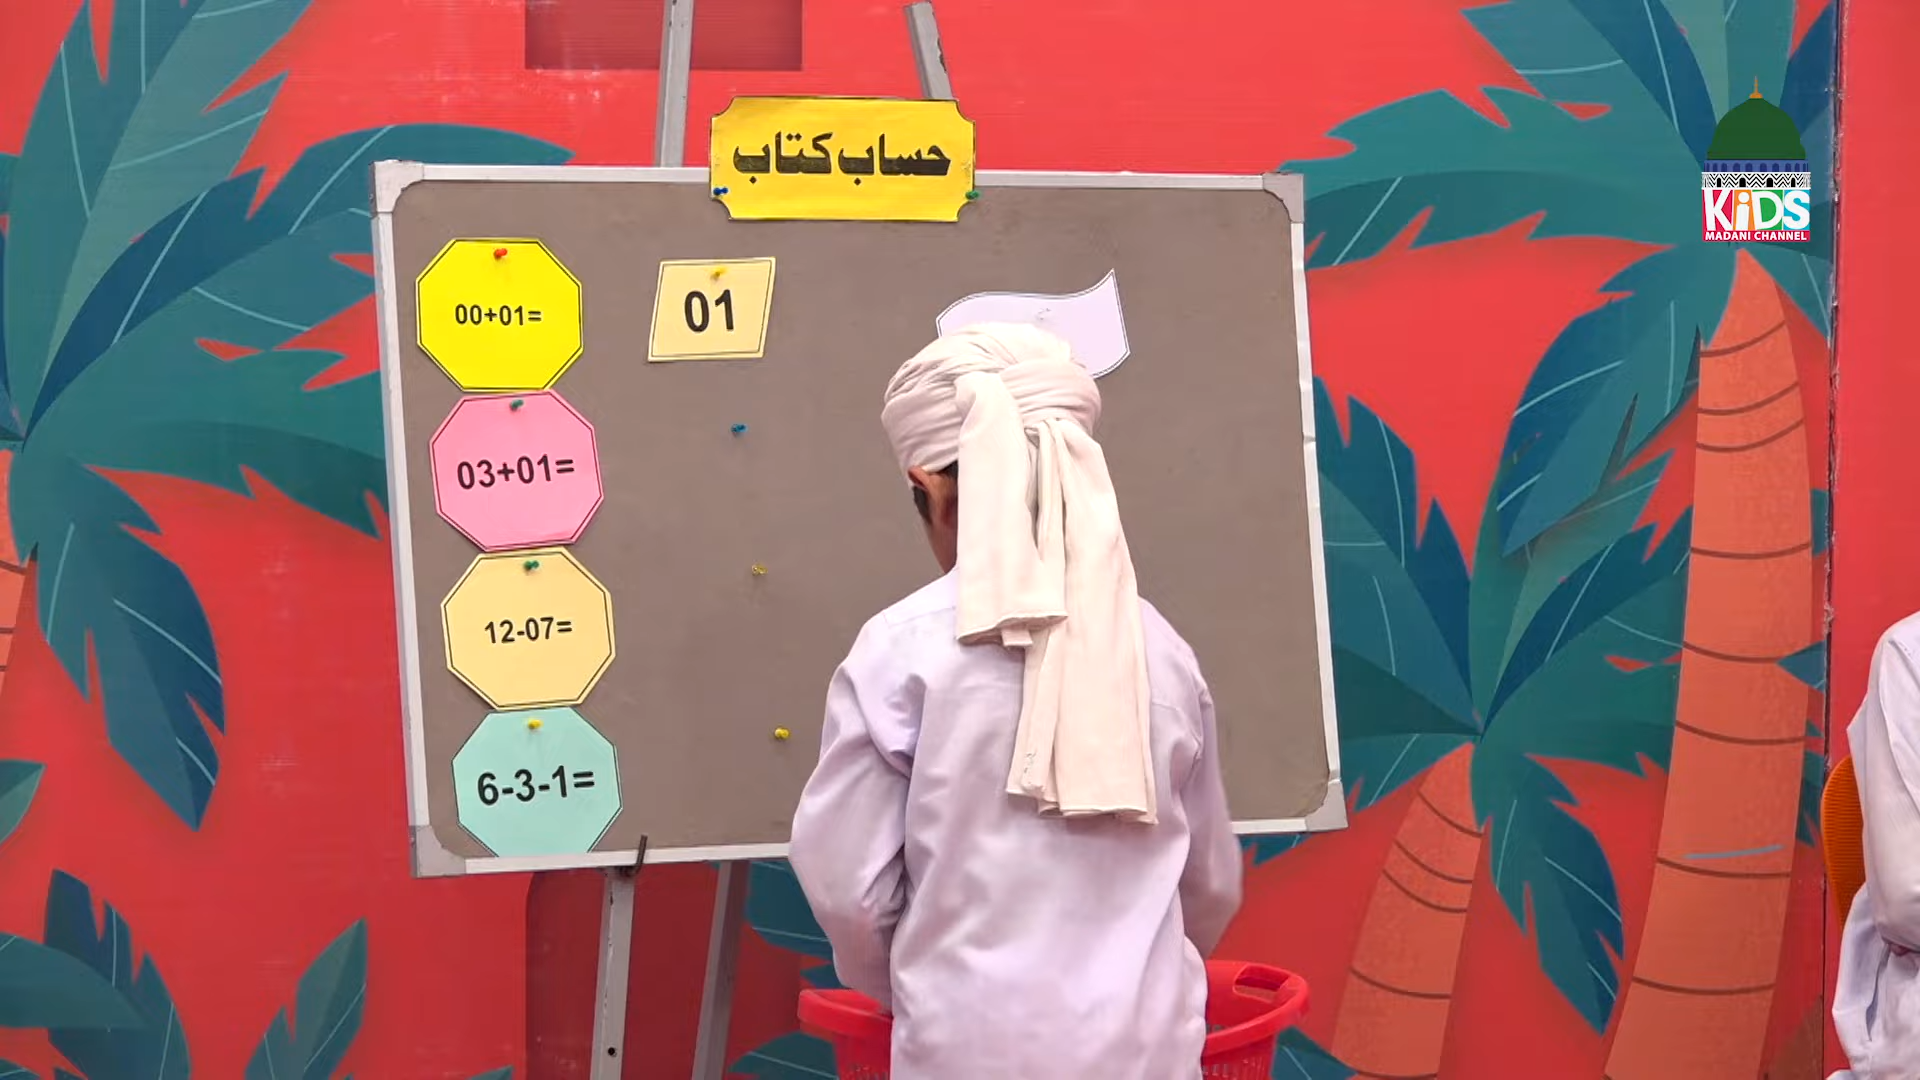 حساب کتاب
00+01=
01
03+01=
12-07=
6-3-1=
KiDS
MADANI CHANNEL